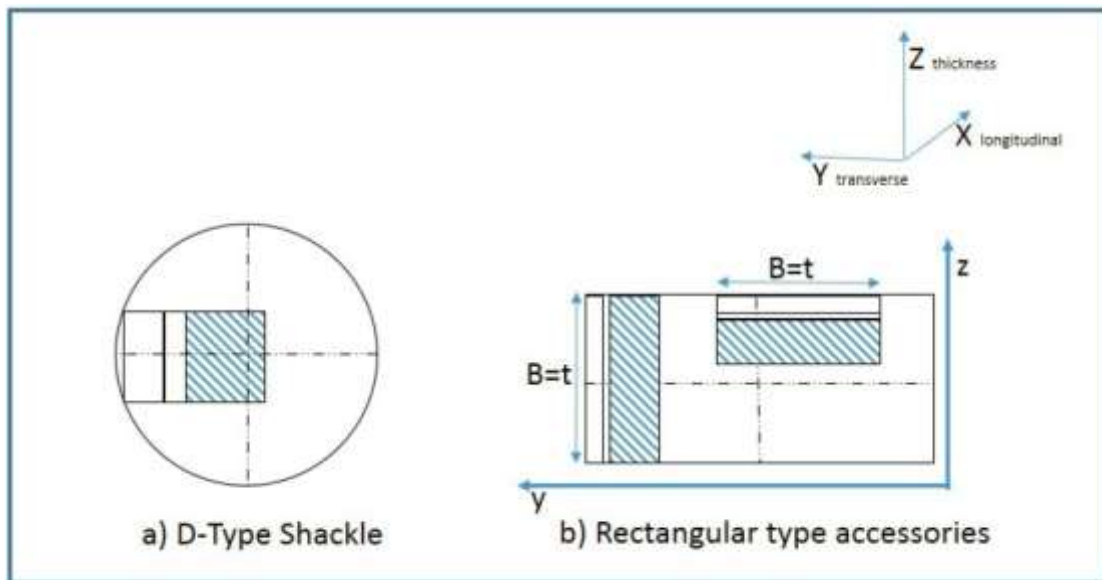 Z thickness
X longitudinal
Y transverse
B=t
z
B=t
y
a) D-Type Shackle
b) Rectangular type accessories